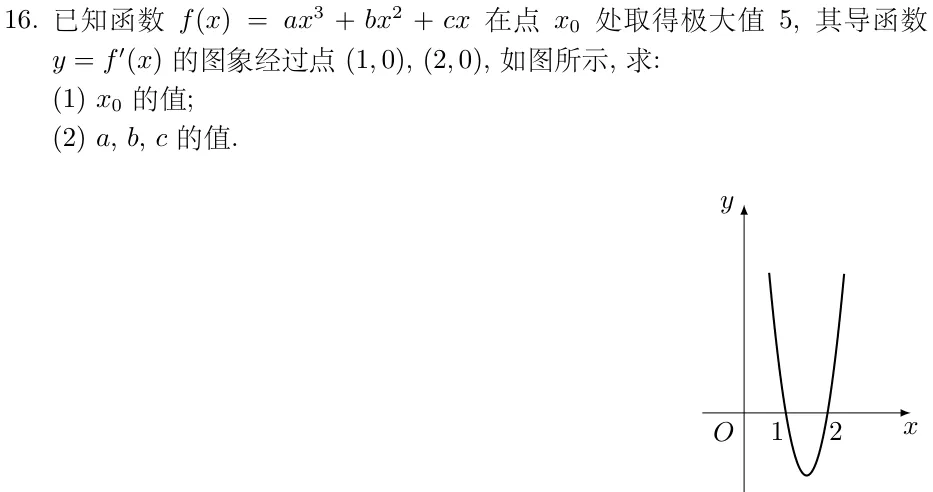 16. 已知函数 f(x) = ax³ + bx² + cx 在点 x₀ 处取得极大值 5, 其导函数
y = f′(x) 的图象经过点 (1, 0), (2, 0), 如图所示, 求:
(1) x₀ 的值;
(2) a, b, c 的值.
y
O 1 2 x